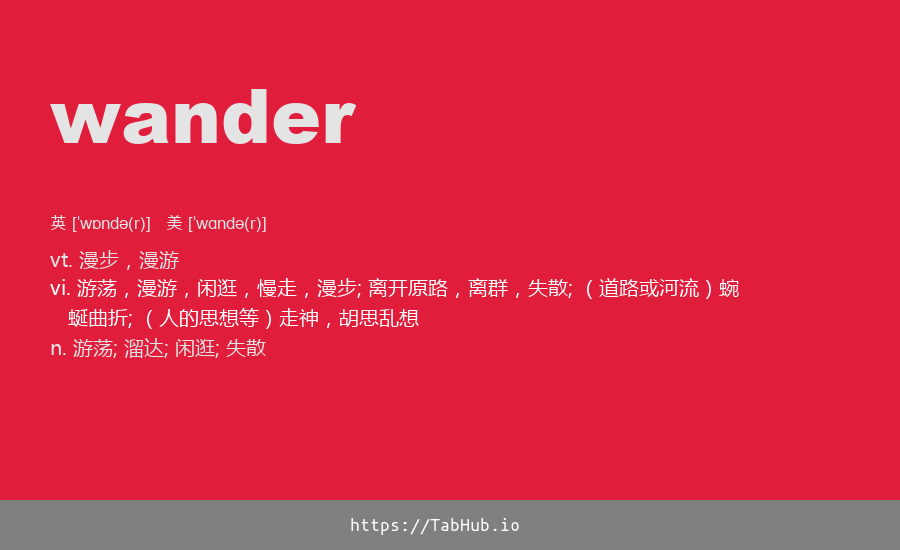 wander
英 ['wɒndə(r)] 美 ['wɑndə(r)]
vt. 漫步，漫游
vi. 游荡，漫游，闲逛，慢走，漫步; 离开原路，离群，失散; （道路或河流）蜿
蜒曲折; （人的思想等）走神，胡思乱想
n. 游荡; 溜达; 闲逛; 失散
https://TabHub.io